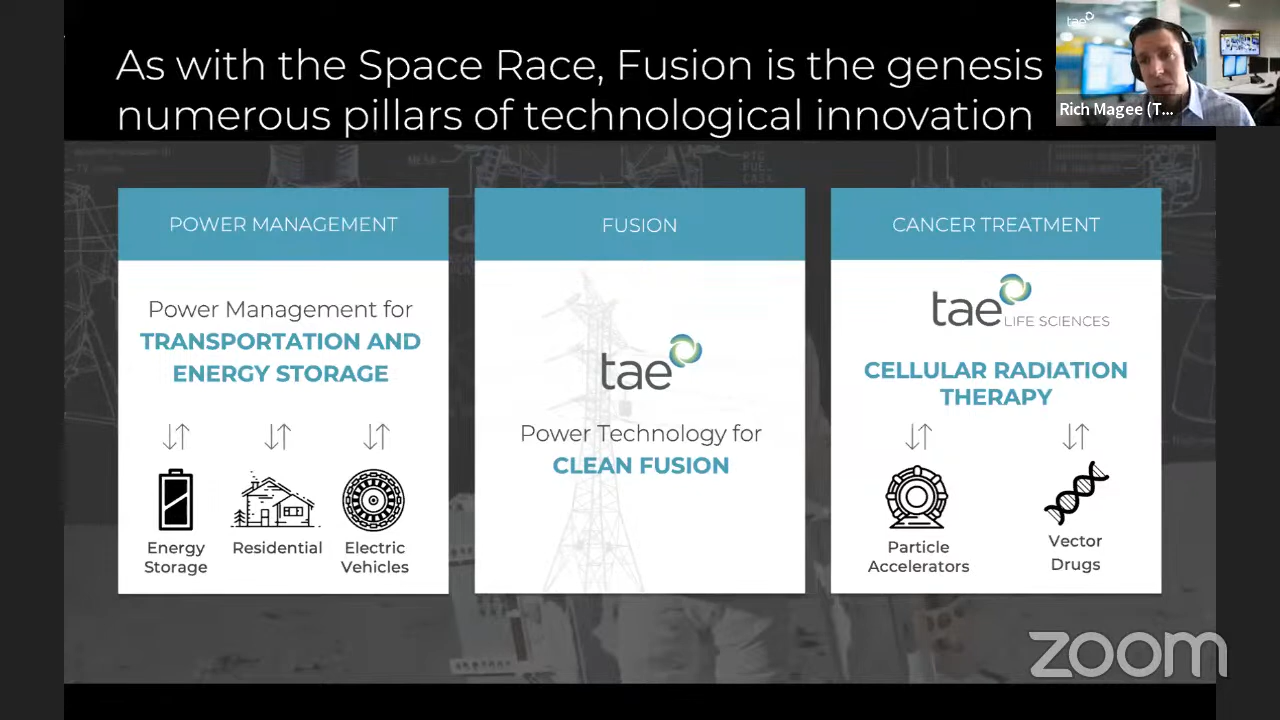 As with the Space Race, Fusion is the genesis
numerous pillars of technological innovation
tae
Rich Magee (T...
POWER MANAGEMENT
Power Management for
TRANSPORTATION AND
ENERGY STORAGE
Energy
Storage
Residential
Electric
Vehicles
FUSION
tae
Power Technology for
CLEAN FUSION
CANCER TREATMENT
tae LIFE SCIENCES
CELLULAR RADIATION
THERAPY
Particle
Accelerators
Vector
Drugs
zoom